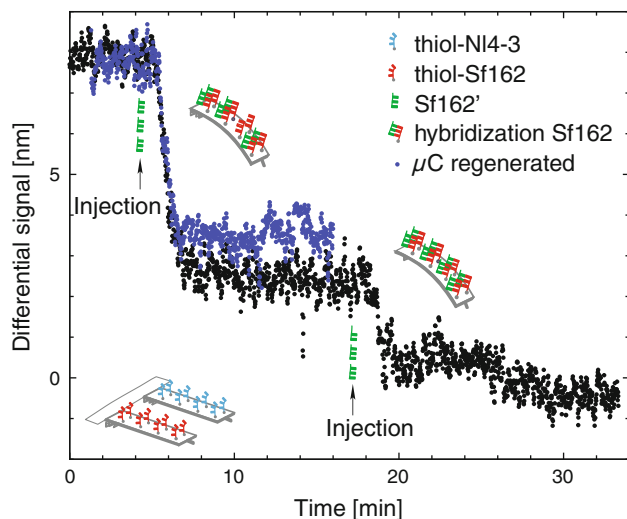 thiol-NI4-3
thiol-Sf162
Sf162'
hybridization Sf162
μC regenerated
Injection
Injection
Differential signal [nm]
5
0
0
10
20
30
Time [min]